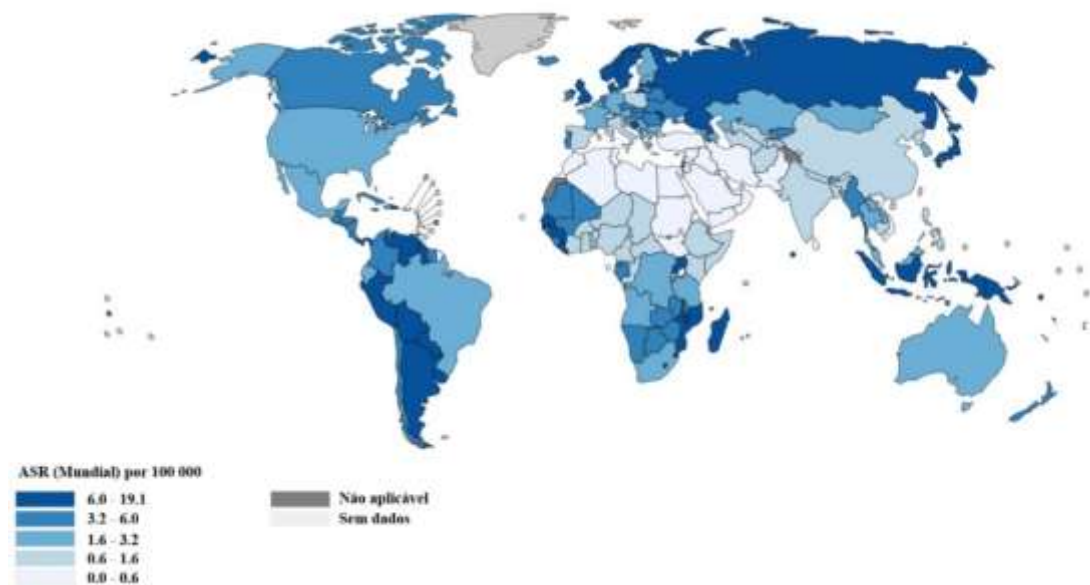 ASR (Mundial) por 100 000
6.0 - 19.1
3.2 - 6.0
1.6 - 3.2
0.6 - 1.6
0.0 - 0.6
Não aplicável
Sem dados